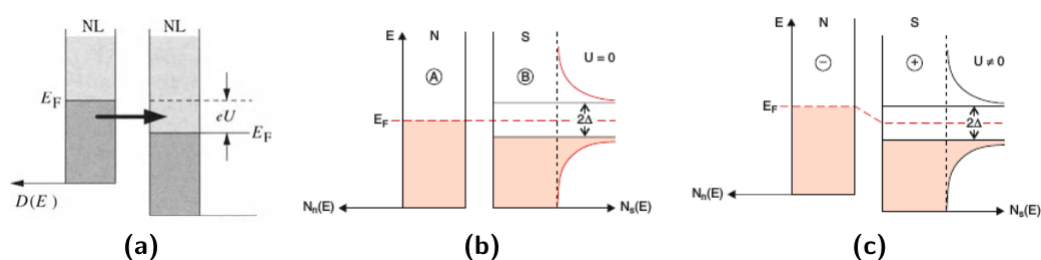 NL
NL
E_F
eU
E_F
D(E)
(a)
E
N
S
U = 0
A
B
E_F
2Δ
N_n(E)
N_s(E)
(b)
E
N
S
U ≠ 0
−
+
E_F
2Δ
N_n(E)
N_s(E)
(c)